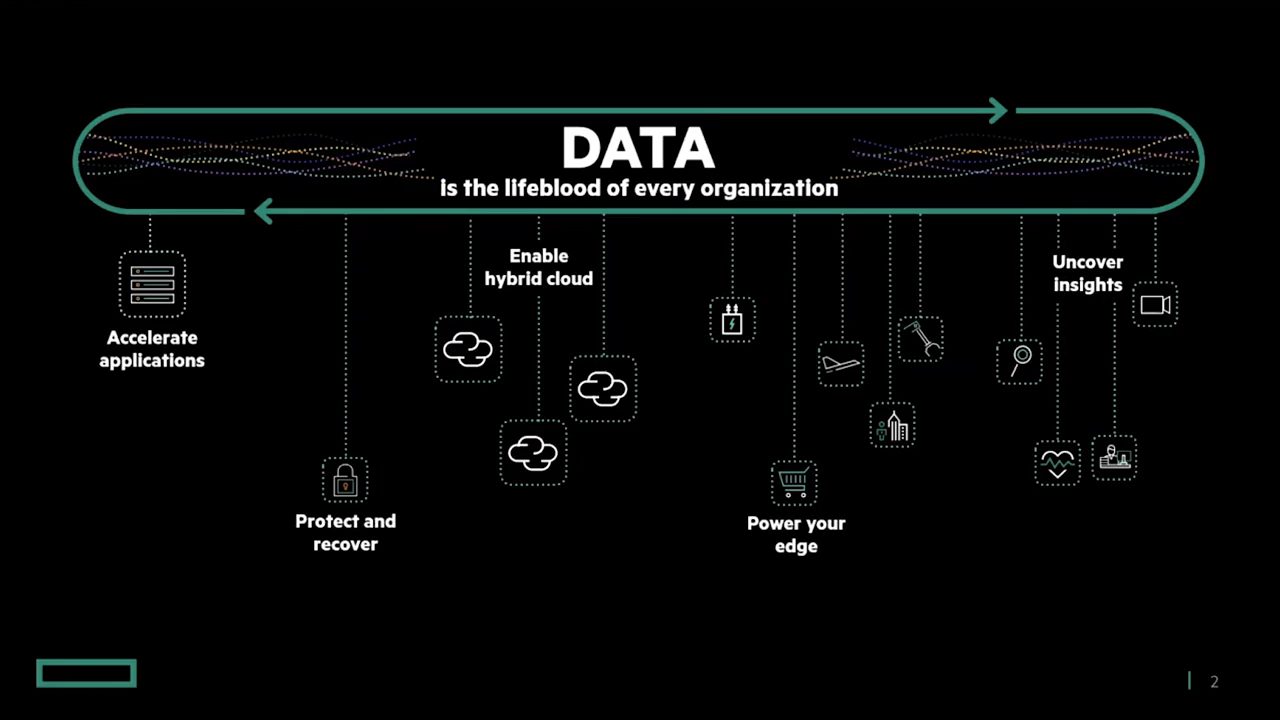 DATA
is the lifeblood of every organization
Accelerate
applications
Protect and
recover
Enable
hybrid cloud
Power your
edge
Uncover
insights
2